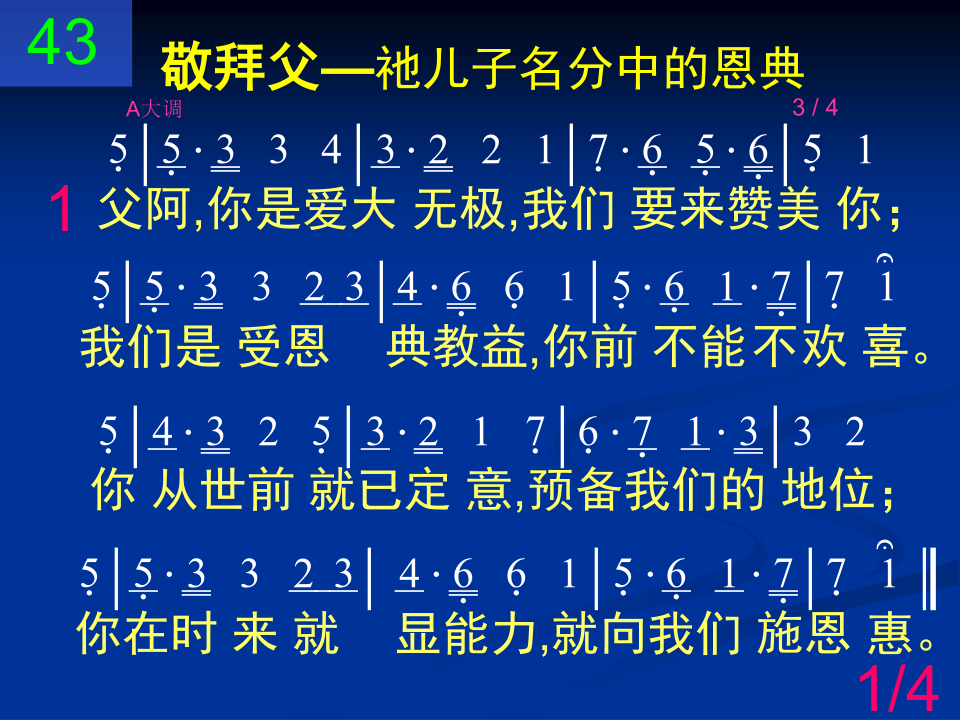 43
敬拜父—祂儿子名分中的恩典
A大调 3 / 4
5̣ | 5̣ · 3 3 4 | 3 · 2 2 1 | 7̣ · 6̣ 5̣ · 6̣ | 5̣ 1
1 父阿,你是爱大 无极,我们 要来赞美 你；
5̣ | 5̣ · 3 3 2 3 | 4 · 6̣ 6̣ 1 | 5̣ · 6̣ 1 · 7̣ | 7̣ 1
我们是 受恩 典教益,你前 不能不欢 喜。
5̣ | 4 · 3 2 5̣ | 3 · 2 1 7̣ | 6̣ · 7̣ 1 · 3 | 3 2
你 从世前 就已定 意,预备我们的 地位；
5̣ | 5̣ · 3 3 2 3 | 4 · 6̣ 6̣ 1 | 5̣ · 6̣ 1 · 7̣ | 7̣ 1 ‖
你在时 来 就 显能力,就向我们 施恩 惠。
1/4